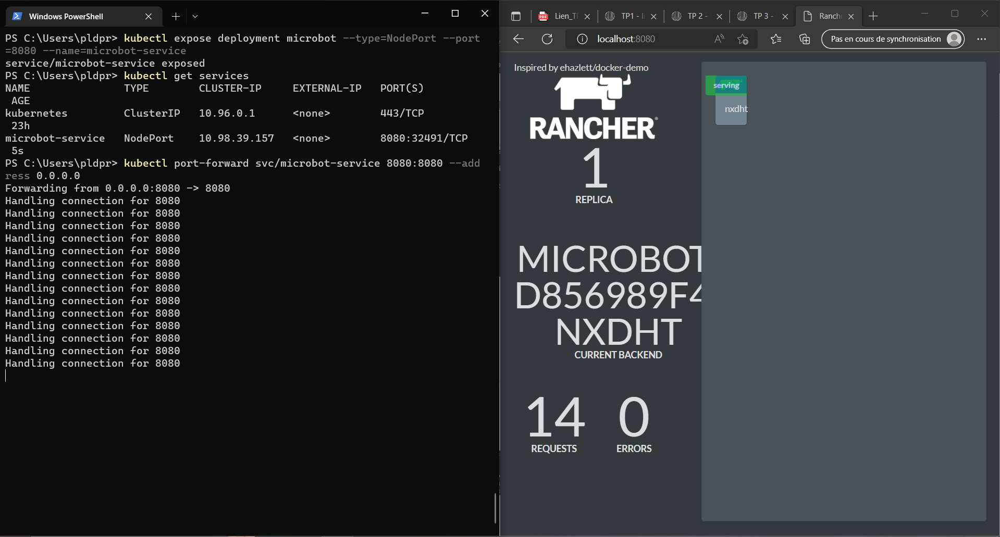 Windows PowerShell
PS C:\Users\pldpr> kubectl expose deployment microbot --type=NodePort --port
=8080 --name=microbot-service
service/microbot-service exposed
PS C:\Users\pldpr> kubectl get services
NAME TYPE CLUSTER-IP EXTERNAL-IP PORT(S)
AGE
kubernetes ClusterIP 10.96.0.1 <none> 443/TCP
23h
microbot-service NodePort 10.98.39.157 <none> 8080:32491/TCP
5s
PS C:\Users\pldpr> kubectl port-forward svc/microbot-service 8080:8080 --add
ress 0.0.0.0
Forwarding from 0.0.0.0:8080 -> 8080
Handling connection for 8080
Handling connection for 8080
Handling connection for 8080
Handling connection for 8080
Handling connection for 8080
Handling connection for 8080
Handling connection for 8080
Handling connection for 8080
Handling connection for 8080
Handling connection for 8080
Handling connection for 8080
Handling connection for 8080
Handling connection for 8080
Handling connection for 8080
PDF Lien_TP TP1 - TP 2 - TP 3 - Ranch
localhost:8080 Pas en cours de synchronisation
Inspired by ehazlett/docker-demo
RANCHER®
1
REPLICA
MICROBOT
D856989F4
NXDHT
CURRENT BACKEND
14 0
REQUESTS ERRORS
serving
nxdht